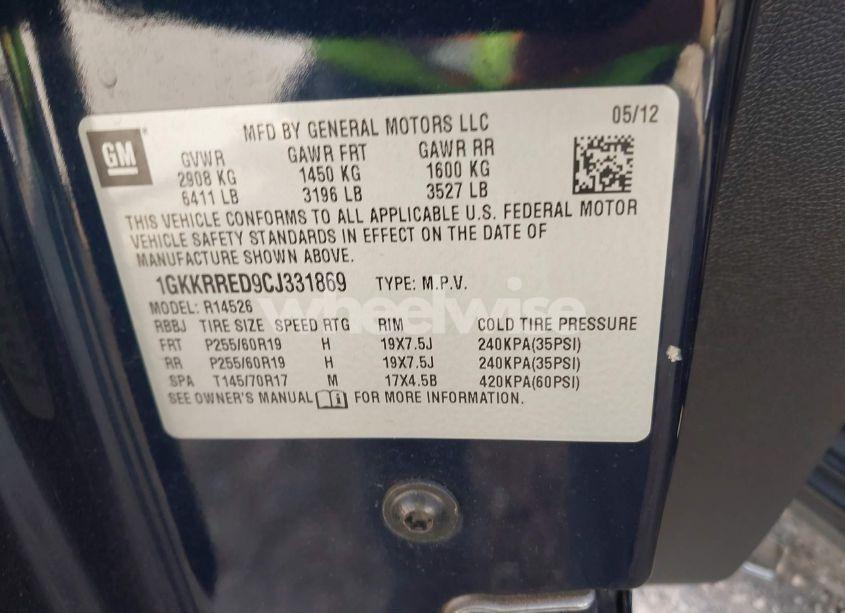 GM
MFD BY GENERAL MOTORS LLC 05/12
GVWR GAWR FRT GAWR RR
2908 KG 1450 KG 1600 KG
6411 LB 3196 LB 3527 LB
THIS VEHICLE CONFORMS TO ALL APPLICABLE U.S. FEDERAL MOTOR
VEHICLE SAFETY STANDARDS IN EFFECT ON THE DATE OF
MANUFACTURE SHOWN ABOVE.
1GKKRRED9CJ331869 TYPE: M.P.V.
MODEL: R14526
wheelwise
RBBJ TIRE SIZE SPEED RTG RIM COLD TIRE PRESSURE
FRT P255/60R19 H 19X7.5J 240KPA(35PSI)
RR P255/60R19 H 19X7.5J 240KPA(35PSI)
SPA T145/70R17 M 17X4.5B 420KPA(60PSI)
SEE OWNER'S MANUAL FOR MORE INFORMATION.